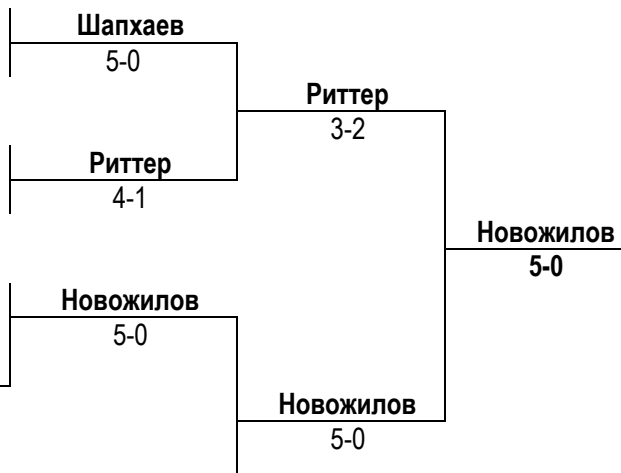 Шапхаев
5-0
Риттер
3-2
Риттер
4-1
Новожилов
5-0
Новожилов
5-0
Новожилов
5-0